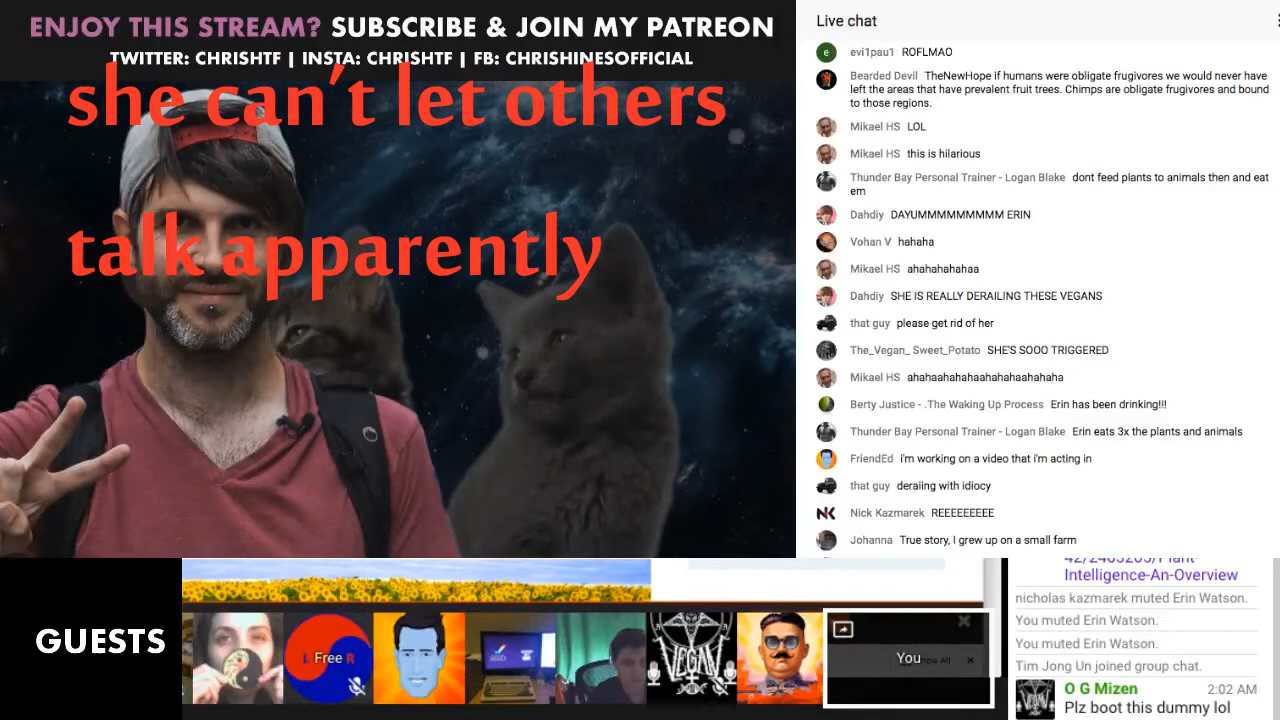 ENJOY THIS STREAM? SUBSCRIBE & JOIN MY PATREON
TWITTER: CHRISHTF | INSTA: CHRISHTF | FB: CHRISHINESOFFICIAL
she can't let others
talk apparently
Live chat
e evi1pau1 ROFLMAO
Bearded Devil TheNewHope if humans were obligate frugivores we would never have
left the areas that have prevalent fruit trees. Chimps are obligate frugivores and bound
to those regions.
Mikael HS LOL
Mikael HS this is hilarious
Thunder Bay Personal Trainer - Logan Blake dont feed plants to animals then and eat
em
Dahdiy DAYUMMMMMMMMM ERIN
Vohan V hahaha
Mikael HS ahahahahahaa
Dahdiy SHE IS REALLY DERAILING THESE VEGANS
that guy please get rid of her
The_Vegan_ Sweet_Potato SHE'S SOOO TRIGGERED
Mikael HS ahahaahahahaahahahaahahaha
Berty Justice - .The Waking Up Process Erin has been drinking!!!
Thunder Bay Personal Trainer - Logan Blake Erin eats 3x the plants and animals
FriendEd i'm working on a video that i'm acting in
that guy deraiing with idiocy
NK Nick Kazmarek REEEEEEEEE
Johanna True story, I grew up on a small farm
GUESTS
L Free R
VEGAN
You
Intelligence-An-Overview
nicholas kazmarek muted Erin Watson.
You muted Erin Watson.
You muted Erin Watson.
Tim Jong Un joined group chat.
O G Mizen 2:02 AM
Plz boot this dummy lol